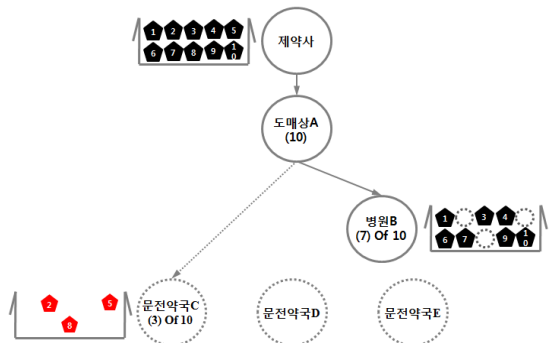 1 2 3 4 5
6 7 8 9 10
제약사
도매상A
(10)
병원B
(7) Of 10
1 3 4
6 7 9 10
2 5
8
문전약국C
(3) Of 10
문전약국D
문전약국E